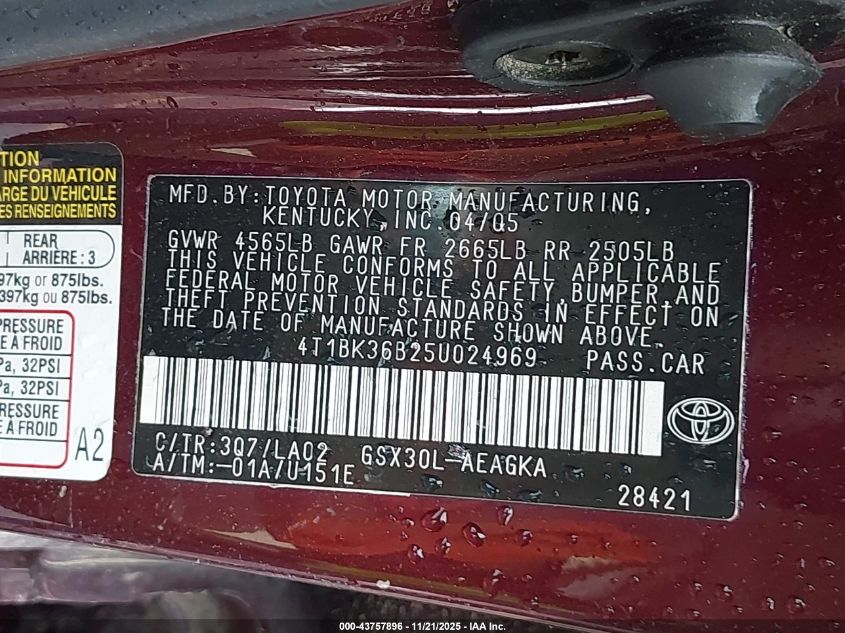 TION
INFORMATION
ARGE DU VÉHICULE
ES RENSEIGNEMENTS
REAR
ARRIÈRE : 3
97kg or 875lbs.
397kg ou 875lbs.
PRESSURE
À FROID
Pa, 32PSI
Pa, 32PSI
PRESSURE
E À FROID
A2
MFD.BY:TOYOTA MOTOR MANUFACTURING,
KENTUCKY,INC.04/05
GVWR 4565LB GAWR FR 2665LB RR 2505LB
THIS VEHICLE CONFORMS TO ALL APPLICABLE
FEDERAL MOTOR VEHICLE SAFETY,BUMPER,AND
THEFT PREVENTION STANDARDS IN EFFECT ON
THE DATE OF MANUFACTURE SHOWN ABOVE.
4T1BK36B25U024969 PASS.CAR
C/TR:3Q7/LA02 GSX30L-AEAGKA
A/TM:-01A/U151E
28421
000-43757896 - 11/21/2025 - IAA Inc.